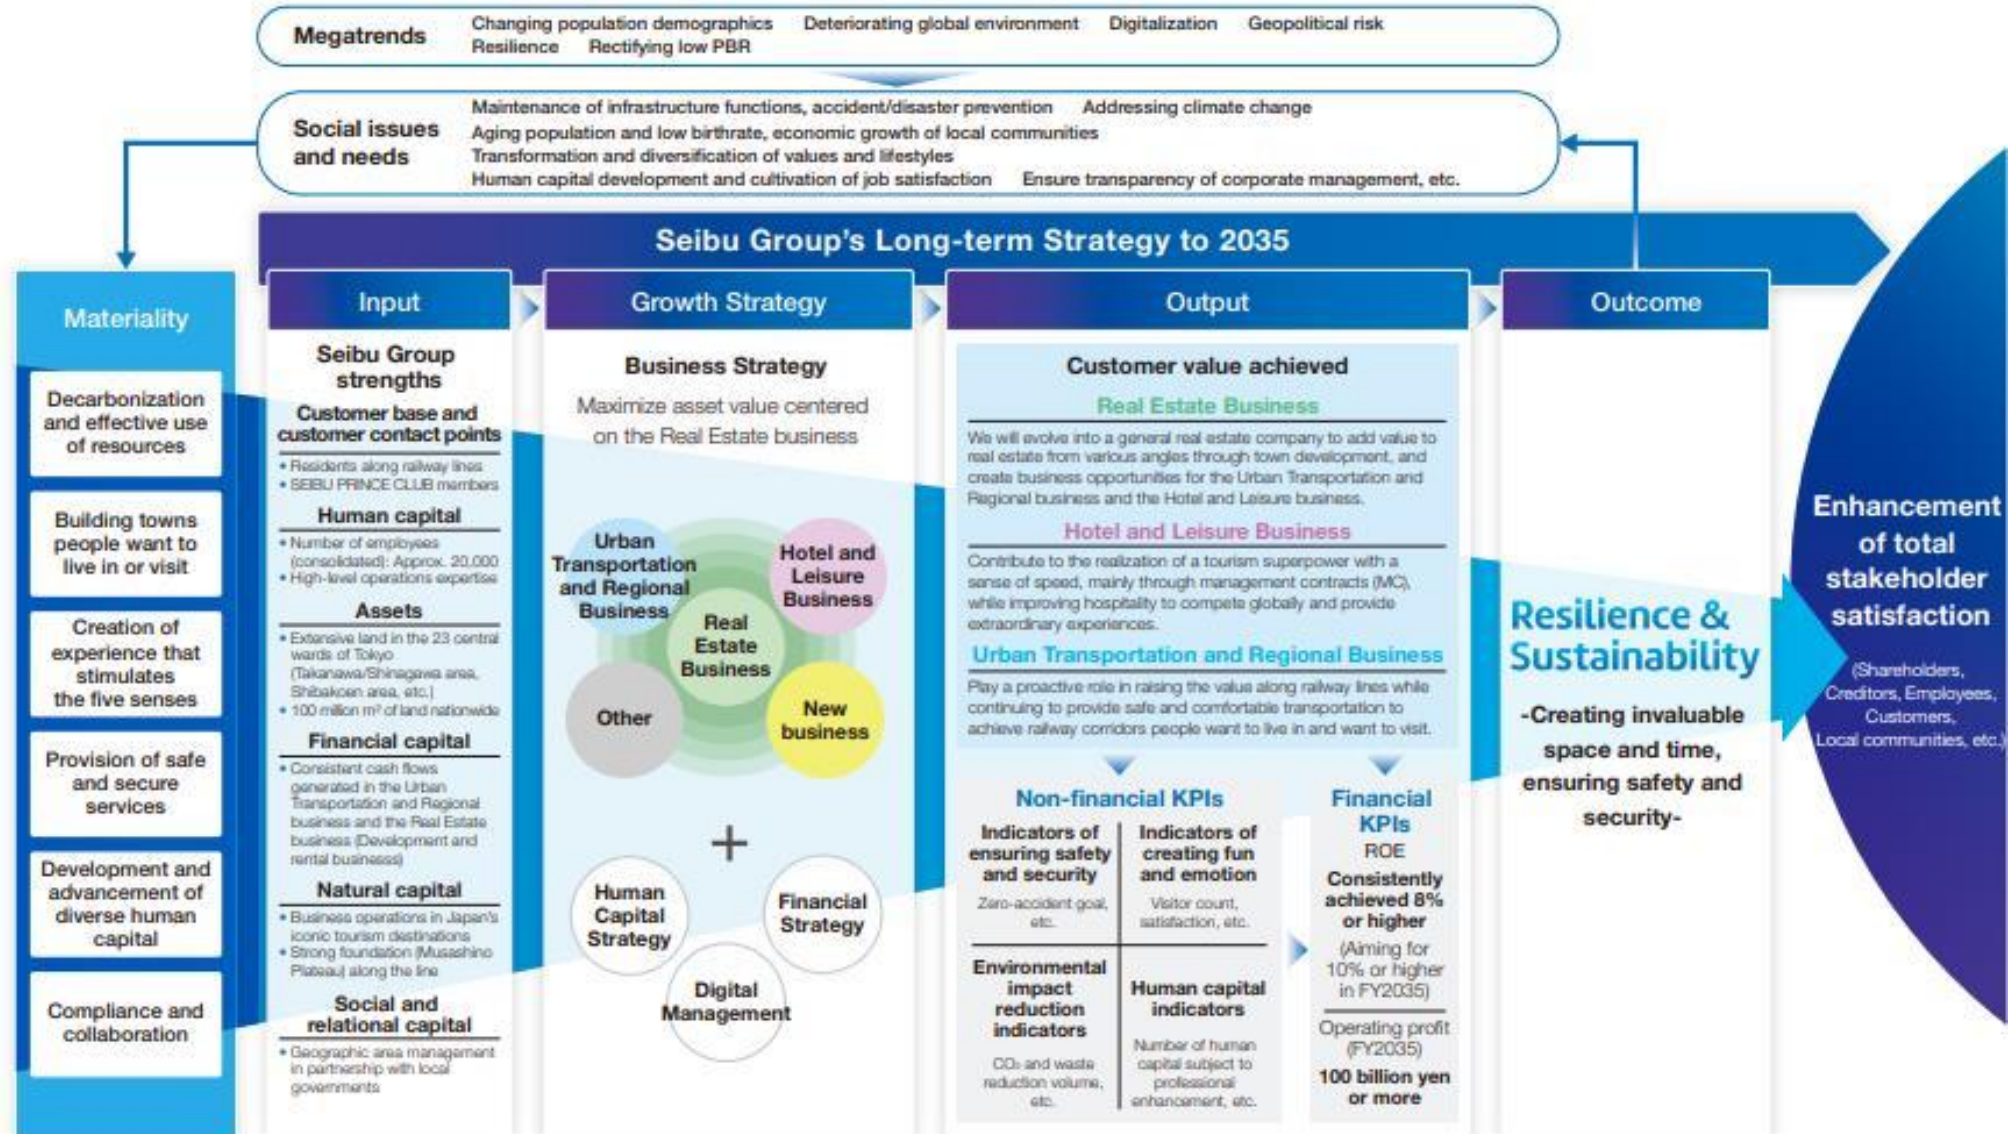 Megatrends
Changing population demographics Deteriorating global environment Digitalization Geopolitical risk
Resilience Rectifying low PBR
Social issues
and needs
Maintenance of infrastructure functions, accident/disaster prevention Addressing climate change
Aging population and low birthrate, economic growth of local communities
Transformation and diversification of values and lifestyles
Human capital development and cultivation of job satisfaction Ensure transparency of corporate management, etc.
Seibu Group's Long-term Strategy to 2035
Materiality
Decarbonization
and effective use
of resources
Building towns
people want to
live in or visit
Creation of
experience that
stimulates
the five senses
Provision of safe
and secure
services
Development and
advancement of
diverse human
capital
Compliance and
collaboration
Input
Seibu Group
strengths
Customer base and
customer contact points
• Residents along railway lines
• SEIBU PRINCE CLUB members
Human capital
• Number of employees
(consolidated): Approx. 20,000
• High-level operations expertise
Assets
• Extensive land in the 23 central
wards of Tokyo
(Takanawa/Shinagawa area,
Shibakoen area, etc.)
• 100 million m² of land nationwide
Financial capital
• Consistent cash flows
generated in the Urban
Transportation and Regional
business and the Real Estate
business (Development and
rental businesss)
Natural capital
• Business operations in Japan's
iconic tourism destinations
• Strong foundation (Musashino
Plateau) along the line
Social and
relational capital
• Geographic area management
in partnership with local
governments
Growth Strategy
Business Strategy
Maximize asset value centered
on the Real Estate business
Urban
Transportation
and Regional
Business
Hotel and
Leisure
Business
Real
Estate
Business
Other
New
business
+
Human
Capital
Strategy
Financial
Strategy
Digital
Management
Output
Customer value achieved
Real Estate Business
We will evolve into a general real estate company to add value to
real estate from various angles through town development, and
create business opportunities for the Urban Transportation and
Regional business and the Hotel and Leisure business.
Hotel and Leisure Business
Contribute to the realization of a tourism superpower with a
sense of speed, mainly through management contracts (MC),
while improving hospitality to compete globally and provide
extraordinary experiences.
Urban Transportation and Regional Business
Play a proactive role in raising the value along railway lines while
continuing to provide safe and comfortable transportation to
achieve railway corridors people want to live in and want to visit.
Non-financial KPIs
Indicators of
ensuring safety
and security
Zero-accident goal,
etc.
Indicators of
creating fun
and emotion
Visitor count,
satisfaction, etc.
Environmental
impact
reduction
indicators
CO₂ and waste
reduction volume,
etc.
Human capital
indicators
Number of human
capital subject to
professional
enhancement, etc.
Financial
KPIs
ROE
Consistently
achieved 8%
or higher
(Aiming for
10% or higher
in FY2035)
Operating profit
(FY2035)
100 billion yen
or more
Outcome
Resilience &
Sustainability
-Creating invaluable
space and time,
ensuring safety and
security-
Enhancement
of total
stakeholder
satisfaction
(Shareholders,
Creditors, Employees,
Customers,
Local communities, etc.)